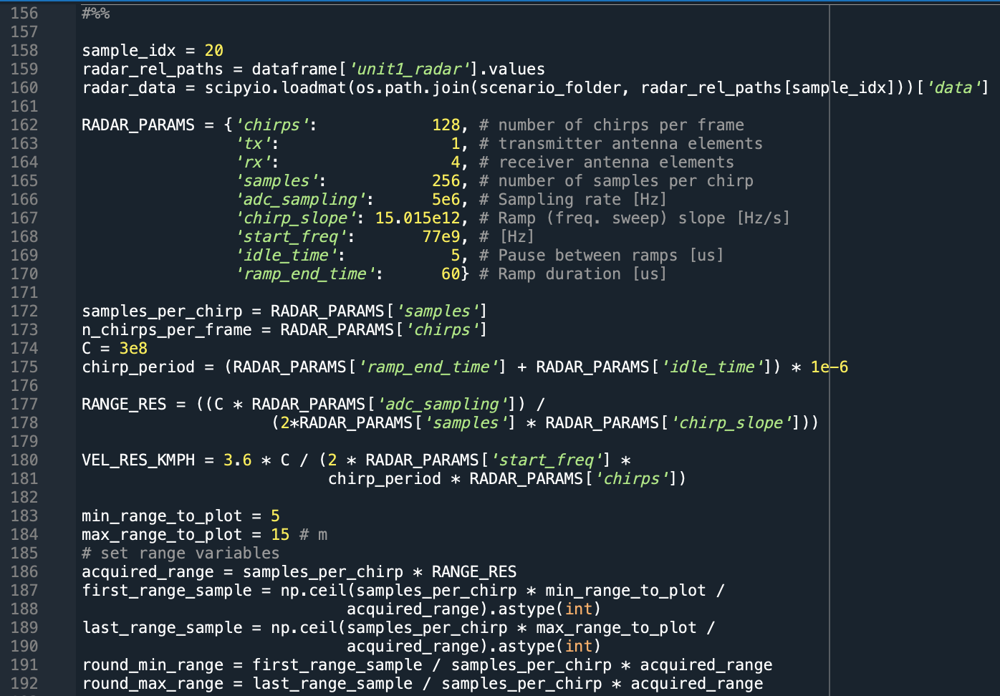 156 #%%
157
158 sample_idx = 20
159 radar_rel_paths = dataframe['unit1_radar'].values
160 radar_data = scipyio.loadmat(os.path.join(scenario_folder, radar_rel_paths[sample_idx]))['data']
161
162 RADAR_PARAMS = {'chirps':            128, # number of chirps per frame
163                 'tx':                  1, # transmitter antenna elements
164                 'rx':                  4, # receiver antenna elements
165                 'samples':           256, # number of samples per chirp
166                 'adc_sampling':      5e6, # Sampling rate [Hz]
167                 'chirp_slope': 15.015e12, # Ramp (freq. sweep) slope [Hz/s]
168                 'start_freq':       77e9, # [Hz]
169                 'idle_time':           5, # Pause between ramps [us]
170                 'ramp_end_time':      60} # Ramp duration [us]
171
172 samples_per_chirp = RADAR_PARAMS['samples']
173 n_chirps_per_frame = RADAR_PARAMS['chirps']
174 C = 3e8
175 chirp_period = (RADAR_PARAMS['ramp_end_time'] + RADAR_PARAMS['idle_time']) * 1e-6
176
177 RANGE_RES = ((C * RADAR_PARAMS['adc_sampling']) /
178                     (2*RADAR_PARAMS['samples'] * RADAR_PARAMS['chirp_slope']))
179
180 VEL_RES_KMPH = 3.6 * C / (2 * RADAR_PARAMS['start_freq'] *
181                           chirp_period * RADAR_PARAMS['chirps'])
182
183 min_range_to_plot = 5
184 max_range_to_plot = 15 # m
185 # set range variables
186 acquired_range = samples_per_chirp * RANGE_RES
187 first_range_sample = np.ceil(samples_per_chirp * min_range_to_plot /
188                             acquired_range).astype(int)
189 last_range_sample = np.ceil(samples_per_chirp * max_range_to_plot /
190                             acquired_range).astype(int)
191 round_min_range = first_range_sample / samples_per_chirp * acquired_range
192 round_max_range = last_range_sample / samples_per_chirp * acquired_range